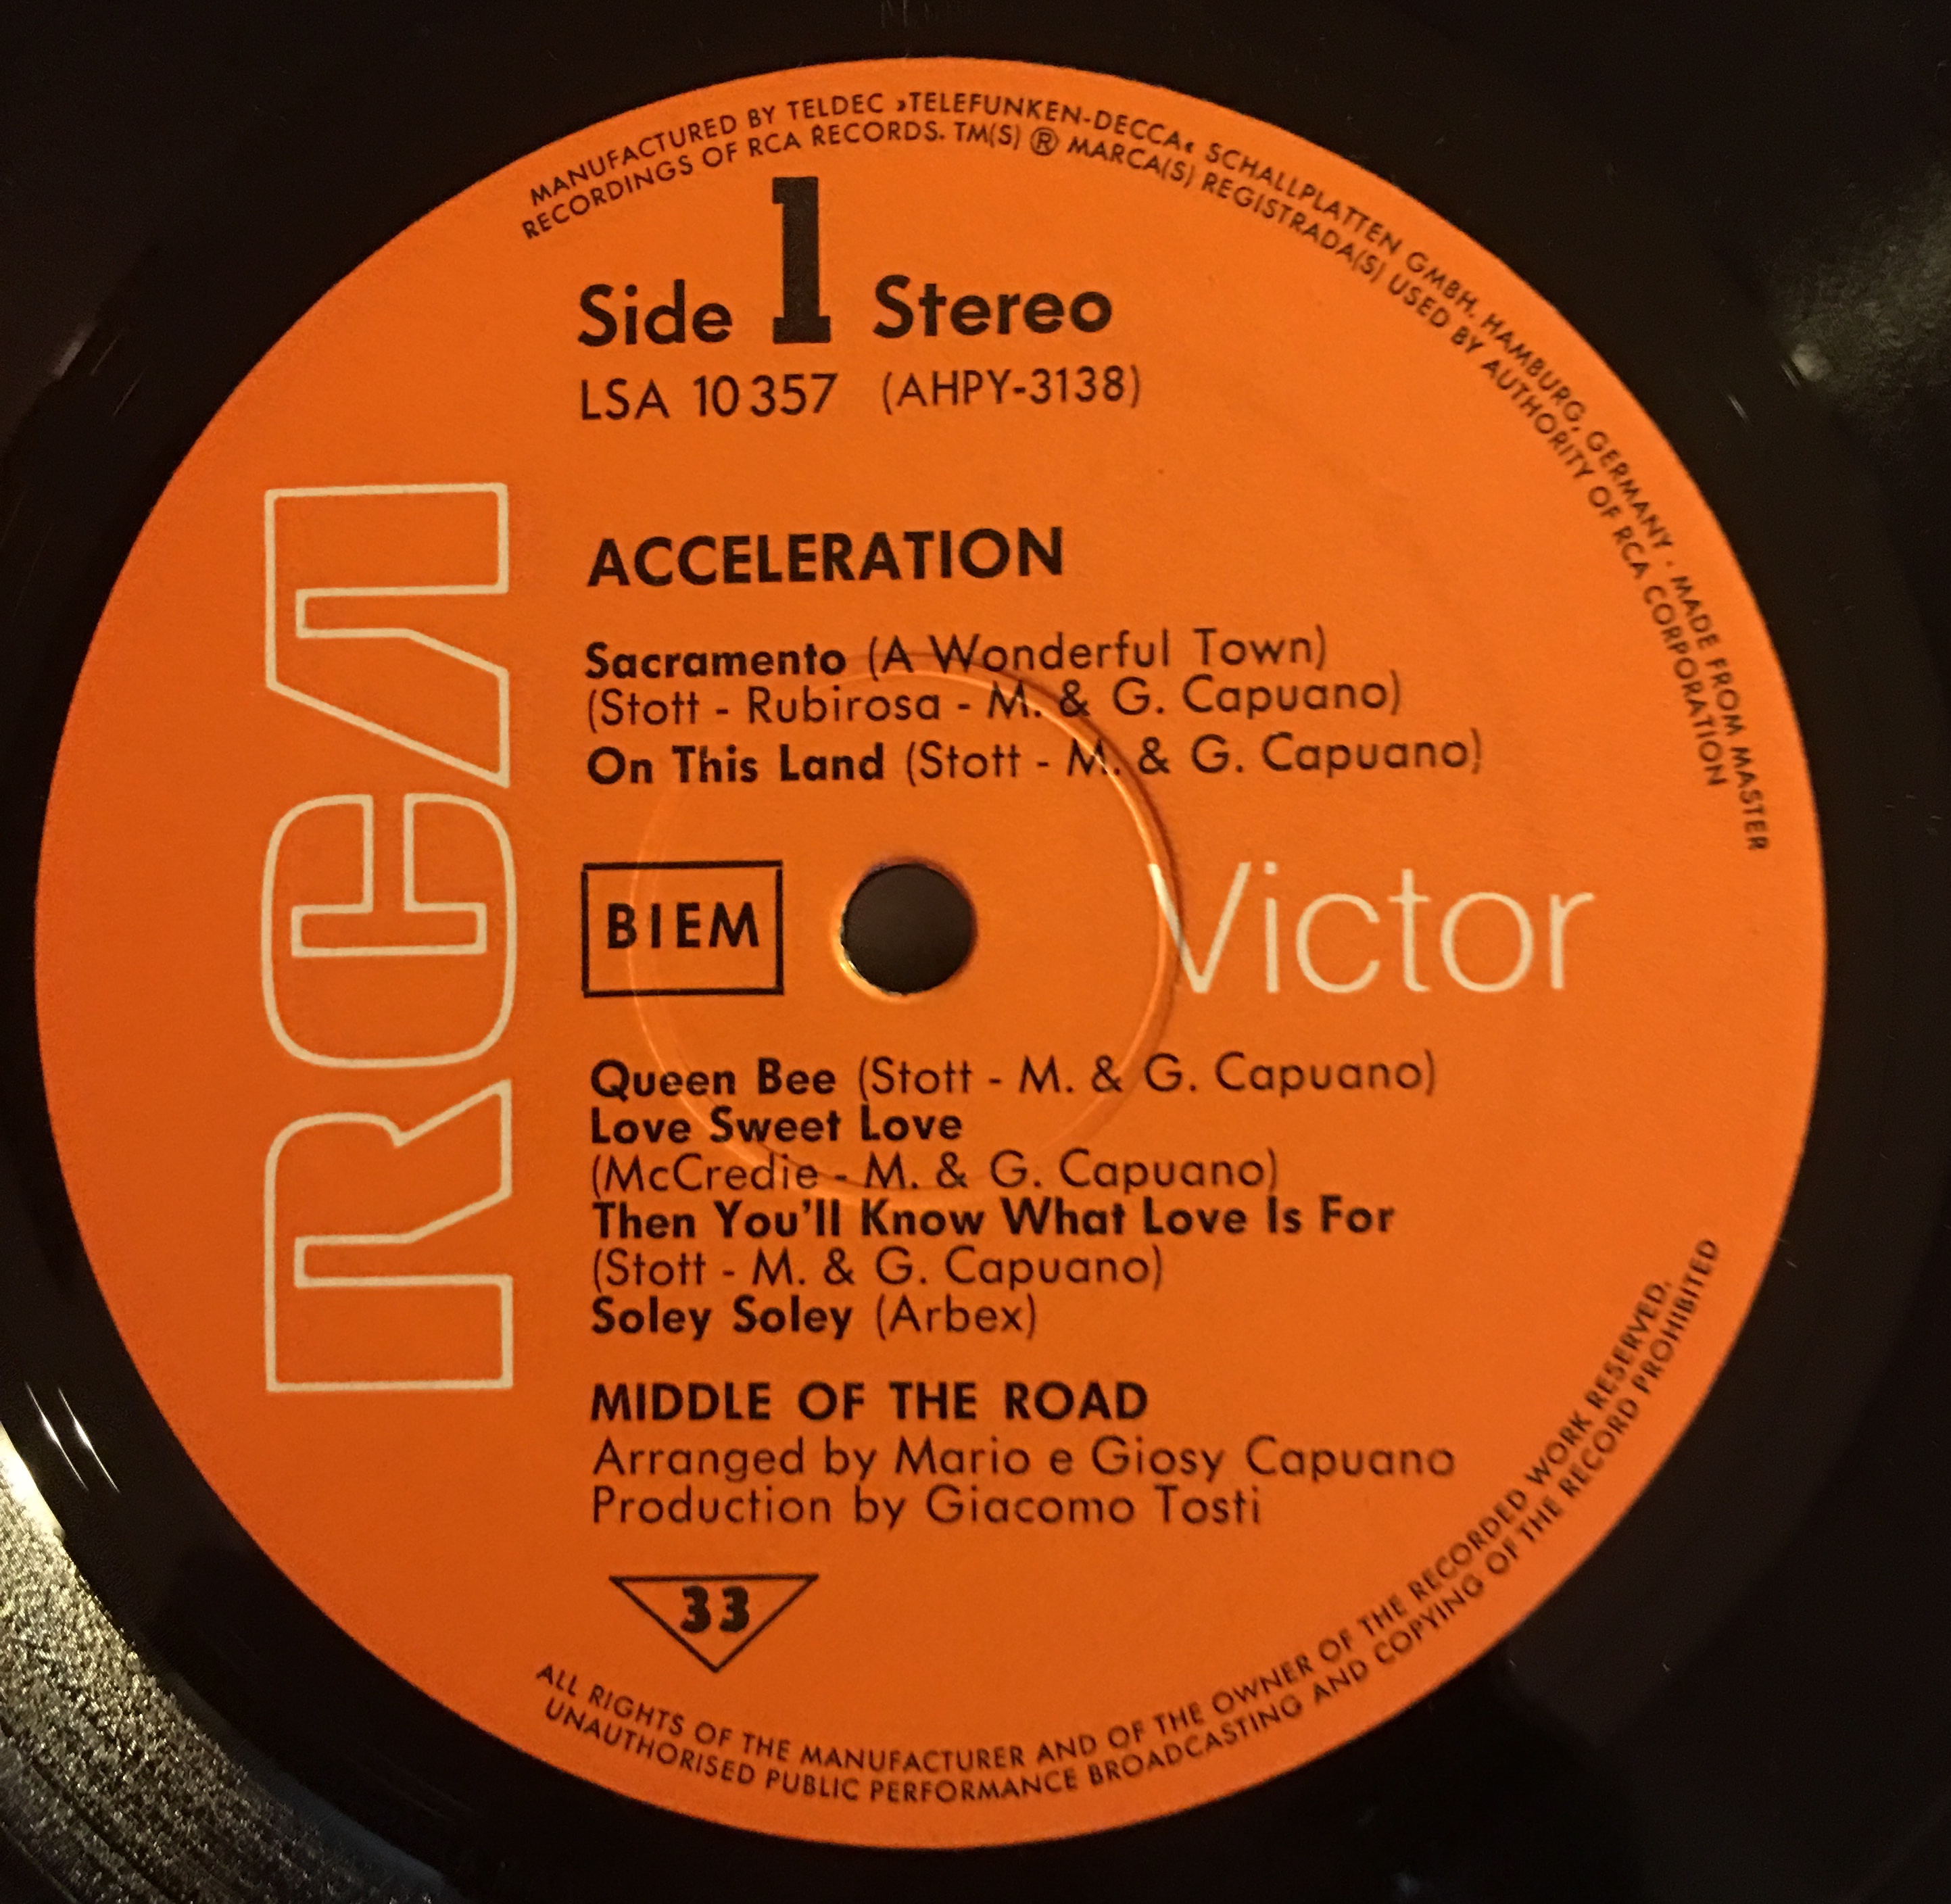 MANUFACTURED BY TELDEC »TELEFUNKEN-DECCA« SCHALLPLATTEN GMBH. HAMBURG, GERMANY · MADE FROM MASTER
RECORDINGS OF RCA RECORDS. TM(S) ® MARCA(S) REGISTRADA(S) USED BY AUTHORITY OF RCA CORPORATION
Side 1 Stereo
LSA 10357 (AHPY-3138)
RCA
ACCELERATION
Sacramento (A Wonderful Town)
(Stott - Rubirosa - M. & G. Capuano)
On This Land (Stott - M. & G. Capuano)
BIEM
Victor
Queen Bee (Stott - M. & G. Capuano)
Love Sweet Love
(McCredie - M. & G. Capuano)
Then You'll Know What Love Is For
(Stott - M. & G. Capuano)
Soley Soley (Arbex)
MIDDLE OF THE ROAD
Arranged by Mario e Giosy Capuano
Production by Giacomo Tosti
33
ALL RIGHTS OF THE MANUFACTURER AND OF THE OWNER OF THE RECORDED WORK RESERVED.
UNAUTHORISED PUBLIC PERFORMANCE BROADCASTING AND COPYING OF THE RECORD PROHIBITED